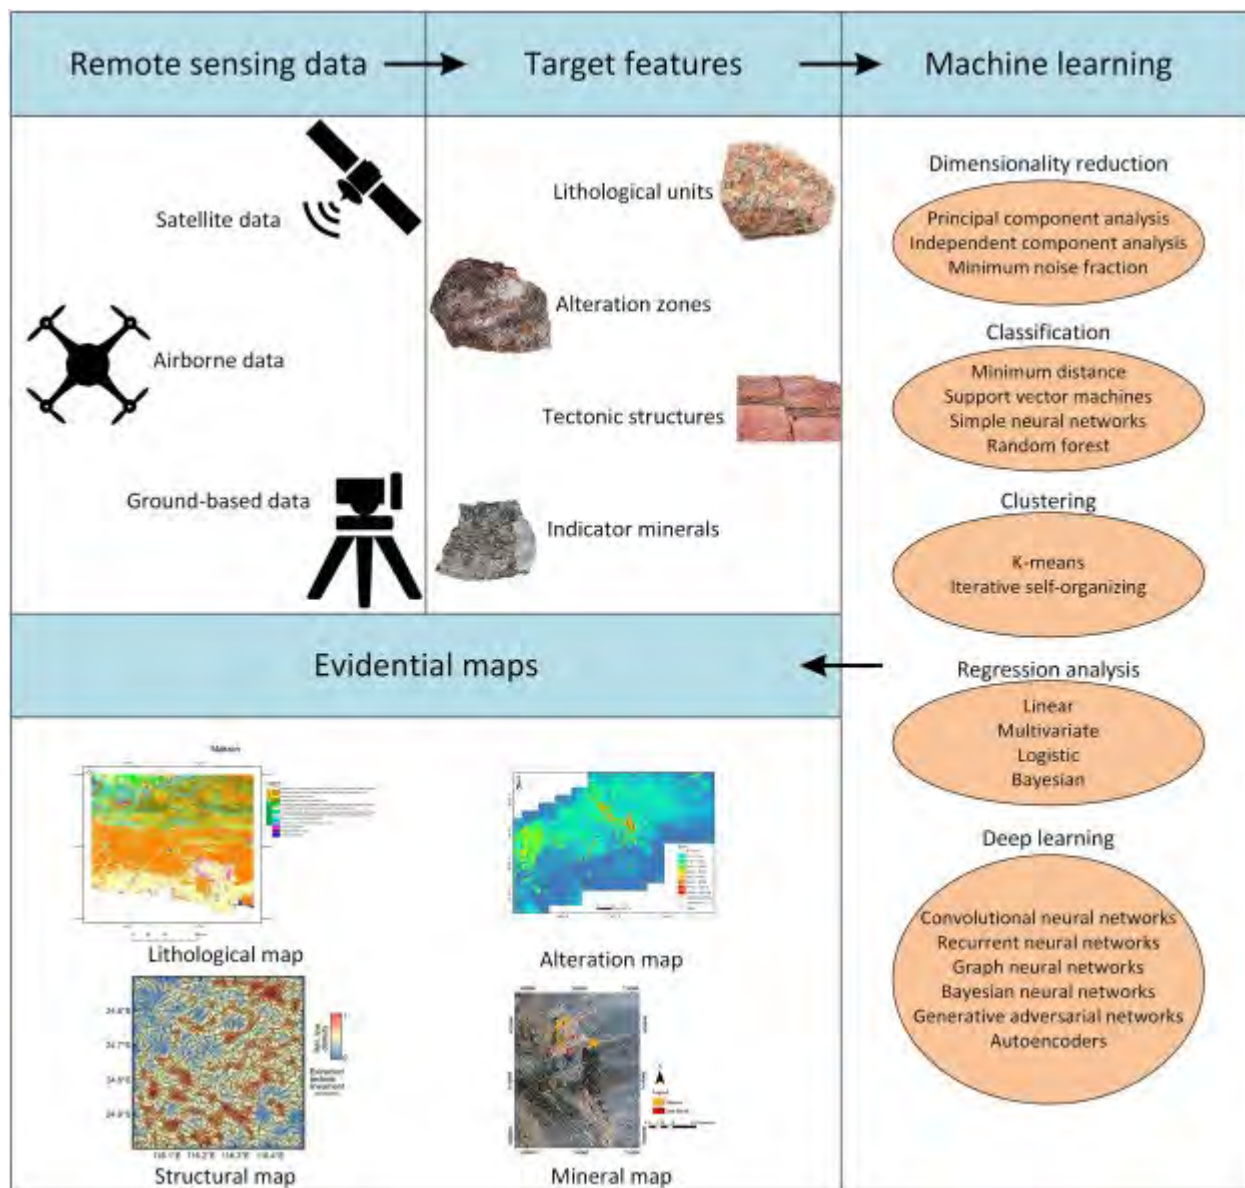 Remote sensing data
Target features
Machine learning
Satellite data
Airborne data
Ground-based data
Lithological units
Alteration zones
Tectonic structures
Indicator minerals
Dimensionality reduction
Principal component analysis
Independent component analysis
Minimum noise fraction
Classification
Minimum distance
Support vector machines
Simple neural networks
Random forest
Clustering
K-means
Iterative self-organizing
Regression analysis
Linear
Multivariate
Logistic
Bayesian
Deep learning
Convolutional neural networks
Recurrent neural networks
Graph neural networks
Bayesian neural networks
Generative adversarial networks
Autoencoders
Evidential maps
Lithological map
Alteration map
Structural map
Mineral map